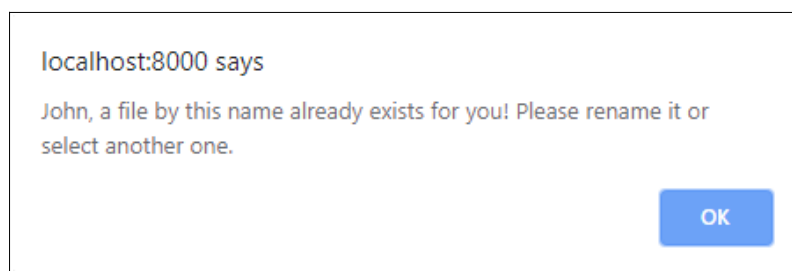 localhost:8000 says
John, a file by this name already exists for you! Please rename it or
select another one.
OK